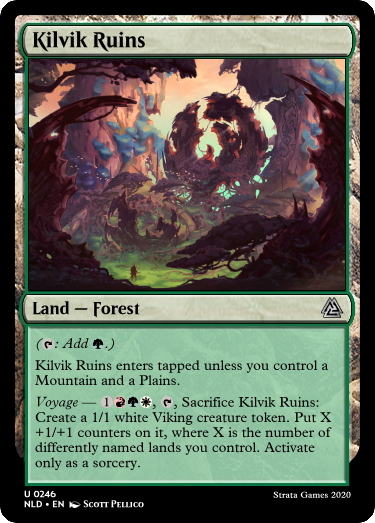 Kilvik Ruins
Land — Forest
(: Add .)
Kilvik Ruins enters tapped unless you control a
Mountain and a Plains.
Voyage — 1, , Sacrifice Kilvik Ruins:
Create a 1/1 white Viking creature token. Put X
+1/+1 counters on it, where X is the number of
differently named lands you control. Activate
only as a sorcery.
U 0246
NLD • EN Scott Pellico
Strata Games 2020